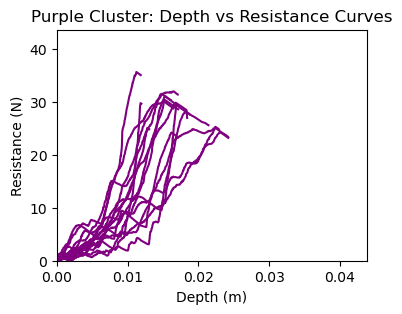 Purple Cluster: Depth vs Resistance Curves
Resistance (N)
40
30
20
10
0
0.00 0.01 0.02 0.03 0.04
Depth (m)